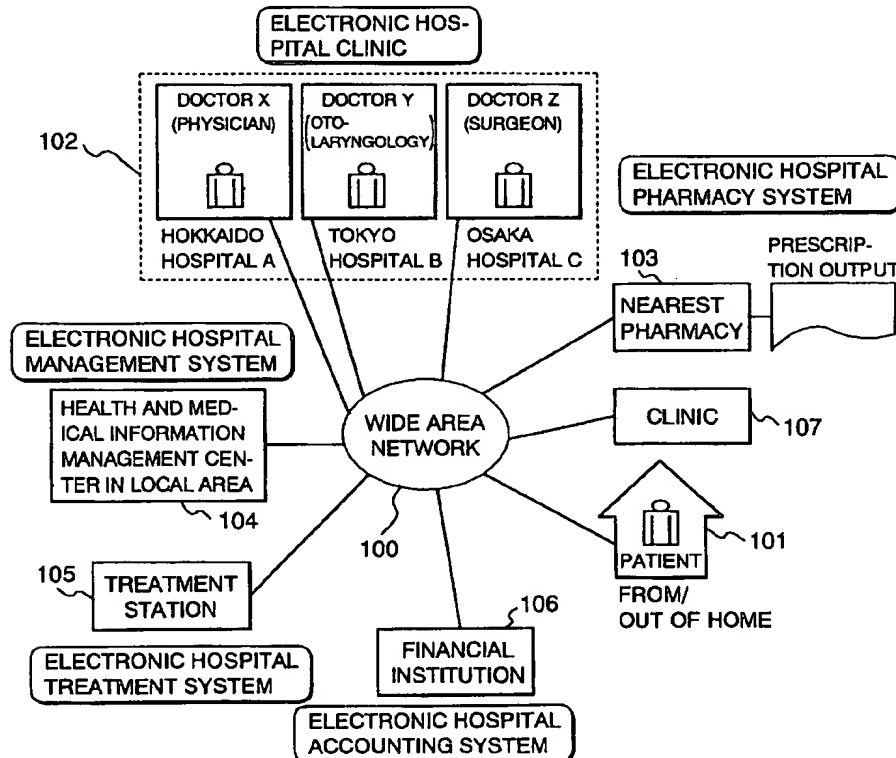 ELECTRONIC HOS-
PITAL CLINIC
102
DOCTOR X
(PHYSICIAN)
DOCTOR Y
(OTO-
LARYNGOLOGY)
DOCTOR Z
(SURGEON)
HOKKAIDO
HOSPITAL A
TOKYO
HOSPITAL B
OSAKA
HOSPITAL C
ELECTRONIC HOSPITAL
PHARMACY SYSTEM
103
PRESCRIP-
TION OUTPUT
NEAREST
PHARMACY
ELECTRONIC HOSPITAL
MANAGEMENT SYSTEM
HEALTH AND MED-
ICAL INFORMATION
MANAGEMENT CEN-
TER IN LOCAL AREA
104
WIDE AREA
NETWORK
100
CLINIC
107
PATIENT
101
FROM/
OUT OF HOME
105
TREATMENT
STATION
ELECTRONIC HOSPITAL
TREATMENT SYSTEM
106
FINANCIAL
INSTITUTION
ELECTRONIC HOSPITAL
ACCOUNTING SYSTEM